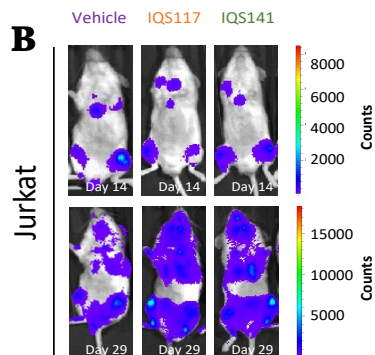 Vehicle IQS117 IQS141
B
Jurkat
Day 14 Day 14 Day 14
8000
6000
4000
2000
Counts
Day 29 Day 29 Day 29
15000
10000
5000
Counts